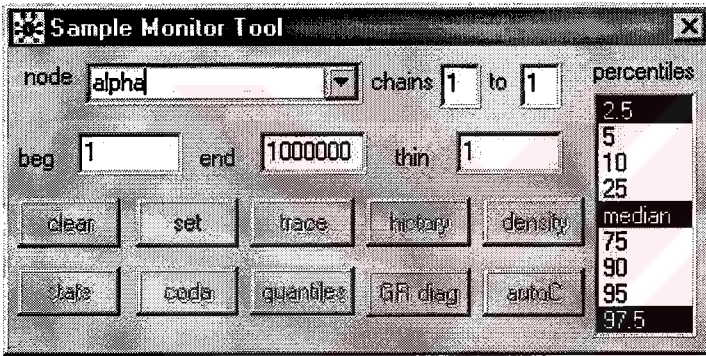 Sample Monitor Tool
node alpha chains 1 to 1 percentiles
beg 1 end 1000000 thin 1
2.5
5
10
25
median
75
90
95
97.5
clear set trace history density
stats coda quantiles GR diag autoC